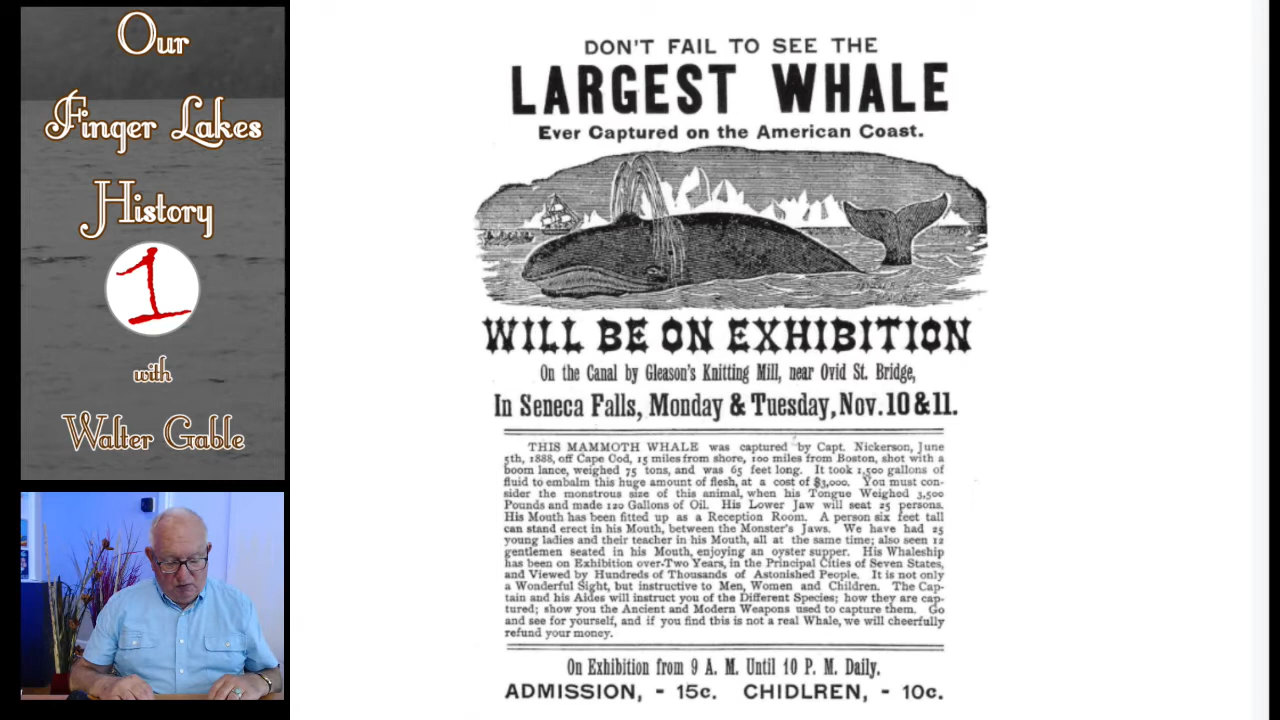 Our
Finger Lakes
History
1
with
Walter Gable
DON'T FAIL TO SEE THE
LARGEST WHALE
Ever Captured on the American Coast.
WILL BE ON EXHIBITION
On the Canal by Gleason's Knitting Mill, near Ovid St. Bridge,
In Seneca Falls, Monday & Tuesday, Nov. 10 & 11.
THIS MAMMOTH WHALE was captured by Capt. Nickerson, June
5th, 1888, off Cape Cod, 15 miles from shore, 100 miles from Boston, shot with a
boom lance, weighed 75 tons, and was 65 feet long. It took 1,500 gallons of
fluid to embalm this huge amount of flesh, at a cost of $3,000. You must con-
sider the monstrous size of this animal, when his Tongue Weighed 3,500
Pounds and made 120 Gallons of Oil. His Lower Jaw will seat 25 persons.
His Mouth has been fitted up as a Reception Room. A person six feet tall
can stand erect in his Mouth, between the Monster's Jaws. We have had 25
young ladies and their teacher in his Mouth, all at the same time; also seen 12
gentlemen seated in his Mouth, enjoying an oyster supper. His Whaleship
has been on Exhibition over Two Years, in the Principal Cities of Seven States,
and Viewed by Hundreds of Thousands of Astonished People. It is not only
a Wonderful Sight, but instructive to Men, Women and Children. The Cap-
tain and his Aides will instruct you of the Different Species; how they are cap-
tured; show you the Ancient and Modern Weapons used to capture them. Go
and see for yourself, and if you find this is not a real Whale, we will cheerfully
refund your money.
On Exhibition from 9 A. M. Until 10 P. M. Daily.
ADMISSION, - 15c. CHIDLREN, - 10c.